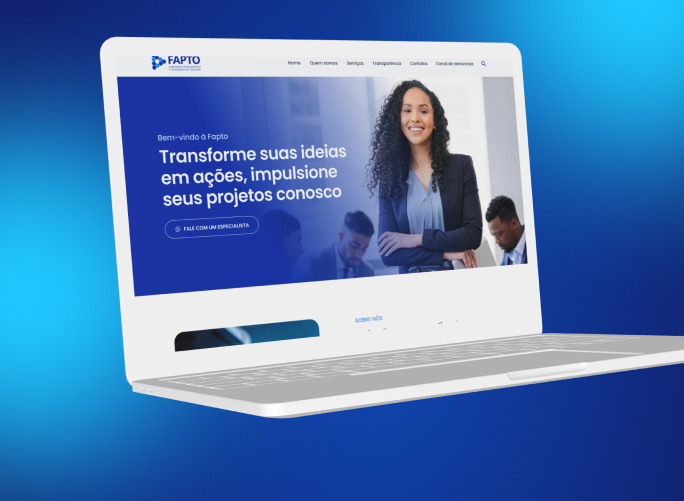 FAPTO
Home Quem somos Serviços Transparência Contatos Canal de denúncias
Bem-vindo à Fapto
Transforme suas ideias
em ações, impulsione
seus projetos conosco
FALE COM UM ESPECIALISTA
SOBRE NÓS